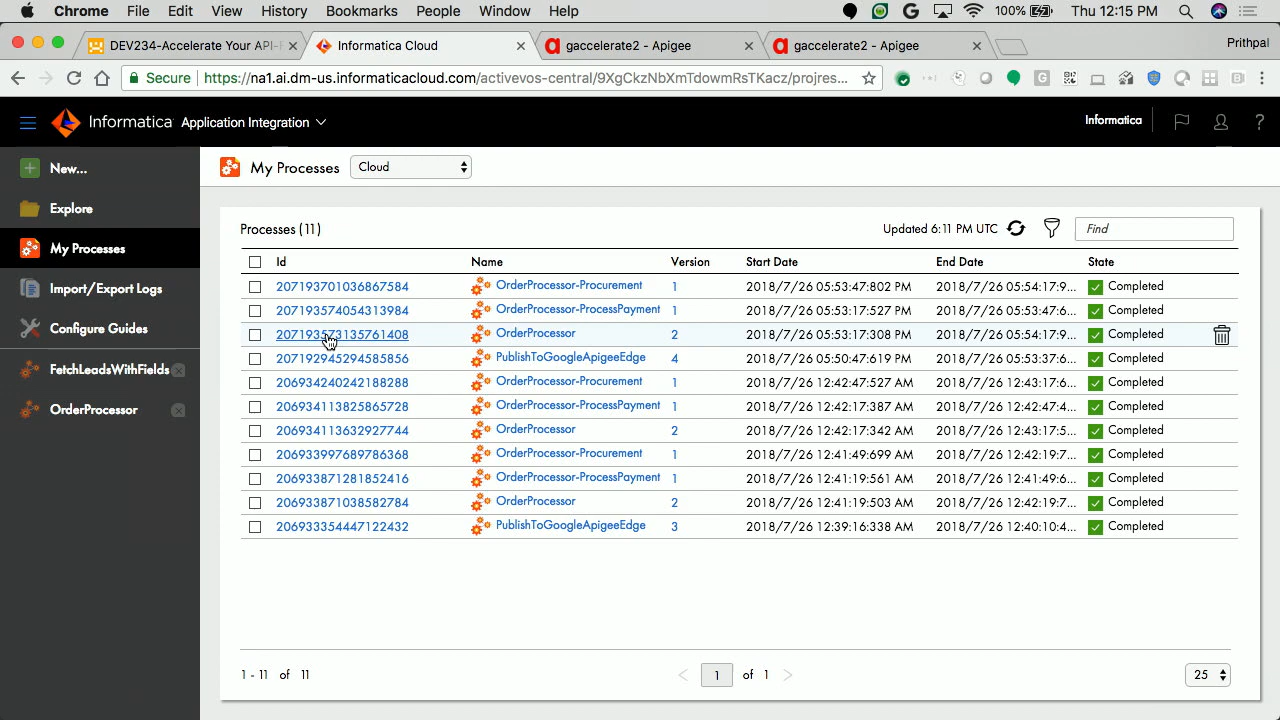 Chrome File Edit View History Bookmarks People Window Help 100% Thu 12:15 PM
DEV234-Accelerate Your API-F Informatica Cloud gaccelerate2 - Apigee gaccelerate2 - Apigee Prithpal
Secure https://na1.ai.dm-us.informaticacloud.com/activevos-central/9XgCkzNbXmTdowmRsTKacz/projres...
Informatica Application Integration Informatica ?
New...
Explore
My Processes
Import/Export Logs
Configure Guides
FetchLeadsWithFields
OrderProcessor
My Processes Cloud
Processes (11) Updated 6:11 PM UTC Find
Id Name Version Start Date End Date State
207193701036867584 OrderProcessor-Procurement 1 2018/7/26 05:53:47:802 PM 2018/7/26 05:54:17:9... Completed
207193574054313984 OrderProcessor-ProcessPayment 1 2018/7/26 05:53:17:527 PM 2018/7/26 05:53:47:6... Completed
207193573135761408 OrderProcessor 2 2018/7/26 05:53:17:308 PM 2018/7/26 05:54:17:9... Completed
207192945294585856 PublishToGoogleApigeeEdge 4 2018/7/26 05:50:47:619 PM 2018/7/26 05:53:37:6... Completed
206934240242188288 OrderProcessor-Procurement 1 2018/7/26 12:42:47:527 AM 2018/7/26 12:43:17:6... Completed
206934113825865728 OrderProcessor-ProcessPayment 1 2018/7/26 12:42:17:387 AM 2018/7/26 12:42:47:4... Completed
206934113632927744 OrderProcessor 2 2018/7/26 12:42:17:342 AM 2018/7/26 12:43:17:5... Completed
206933997689786368 OrderProcessor-Procurement 1 2018/7/26 12:41:49:699 AM 2018/7/26 12:42:19:7... Completed
206933871281852416 OrderProcessor-ProcessPayment 1 2018/7/26 12:41:19:561 AM 2018/7/26 12:41:49:6... Completed
206933871038582784 OrderProcessor 2 2018/7/26 12:41:19:503 AM 2018/7/26 12:42:19:7... Completed
206933354447122432 PublishToGoogleApigeeEdge 3 2018/7/26 12:39:16:338 AM 2018/7/26 12:40:10:4... Completed
1 - 11 of 11 < 1 of 1 > 25